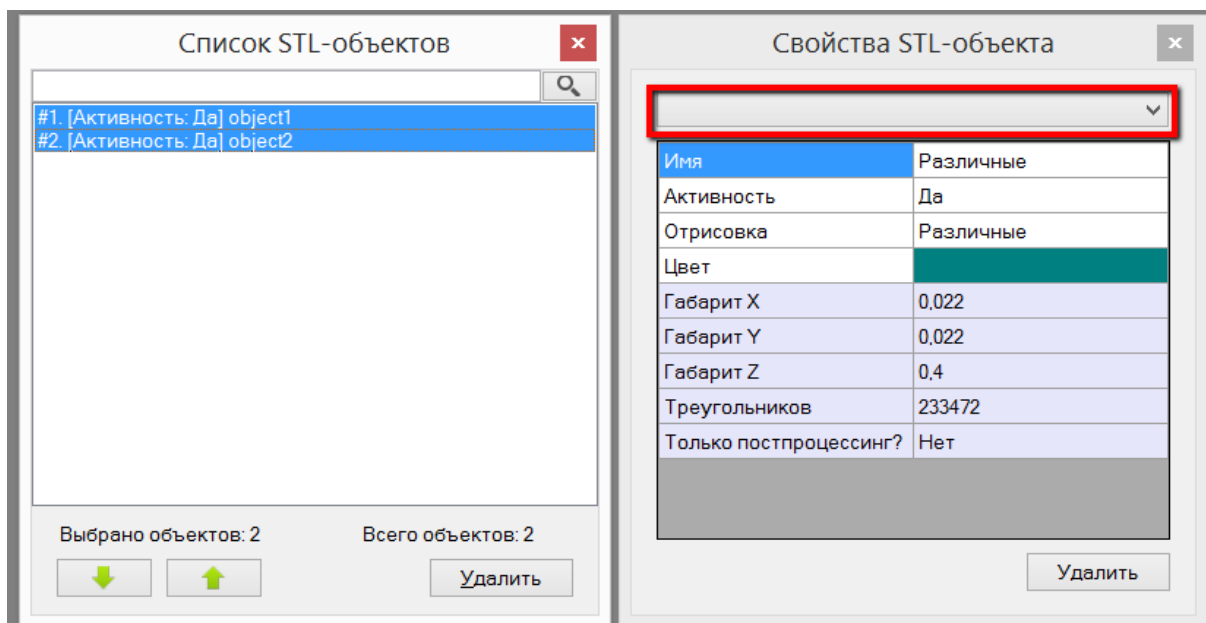 Список STL-объектов
#1. [Активность: Да] object1
#2. [Активность: Да] object2
Выбрано объектов: 2 Всего объектов: 2
Удалить
Свойства STL-объекта
Имя Различные
Активность Да
Отрисовка Различные
Цвет
Габарит X 0,022
Габарит Y 0,022
Габарит Z 0,4
Треугольников 233472
Только постпроцессинг? Нет
Удалить